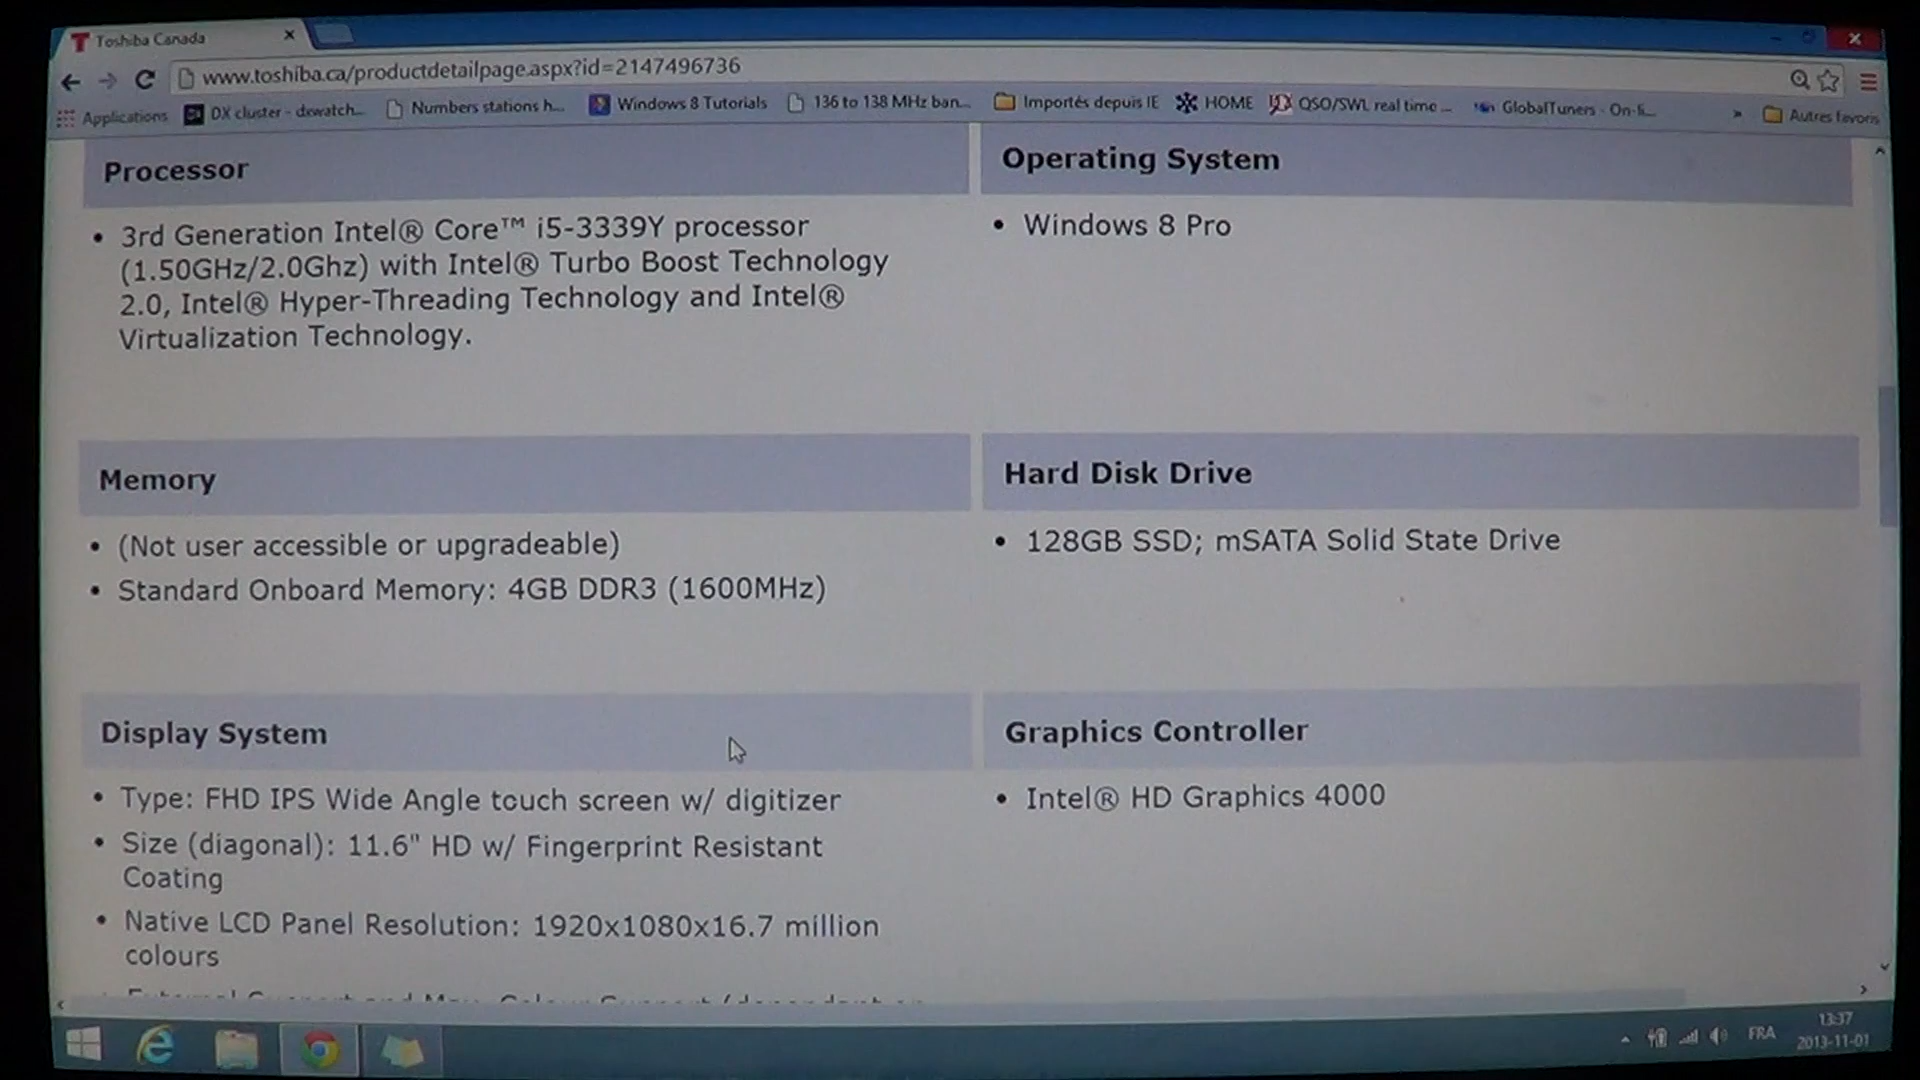 Toshiba Canada
www.toshiba.ca/productdetailpage.aspx?id=2147496736
Applications
DX cluster - dxwatch...
Numbers stations h...
Windows 8 Tutorials
136 to 138 MHz ban...
Importés depuis IE
HOME
QSO/SWL real time ...
GlobalTuners - On-li...
»
Autres favoris
Processor
• 3rd Generation Intel® Core™ i5-3339Y processor
(1.50GHz/2.0Ghz) with Intel® Turbo Boost Technology
2.0, Intel® Hyper-Threading Technology and Intel®
Virtualization Technology.
Operating System
• Windows 8 Pro
Memory
• (Not user accessible or upgradeable)
• Standard Onboard Memory: 4GB DDR3 (1600MHz)
Hard Disk Drive
• 128GB SSD; mSATA Solid State Drive
Display System
• Type: FHD IPS Wide Angle touch screen w/ digitizer
• Size (diagonal): 11.6" HD w/ Fingerprint Resistant
Coating
• Native LCD Panel Resolution: 1920x1080x16.7 million
colours
Graphics Controller
• Intel® HD Graphics 4000
FRA
13:37
2013-11-01